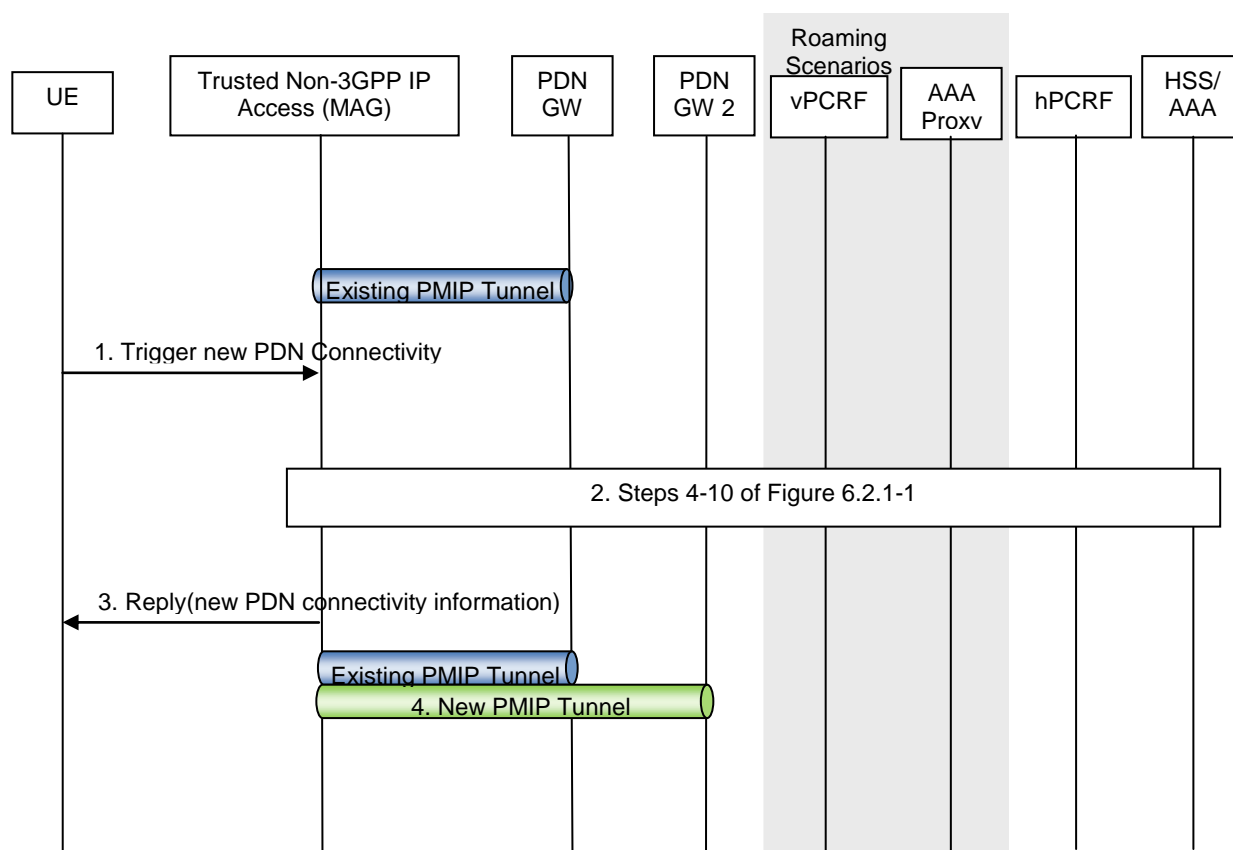 Roaming
Scenarios
UE
Trusted Non-3GPP IP
Access (MAG)
PDN
GW
PDN
GW 2
vPCRF
AAA
Proxy
hPCRF
HSS/
AAA
Existing PMIP Tunnel
1. Trigger new PDN Connectivity
2. Steps 4-10 of Figure 6.2.1-1
3. Reply(new PDN connectivity information)
Existing PMIP Tunnel
4. New PMIP Tunnel